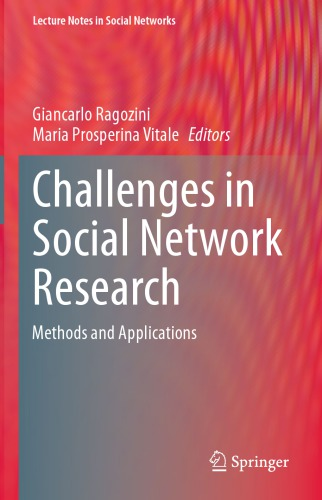 Lecture Notes in Social Networks
Giancarlo Ragozini
Maria Prosperina Vitale Editors
Challenges in
Social Network
Research
Methods and Applications
Springer